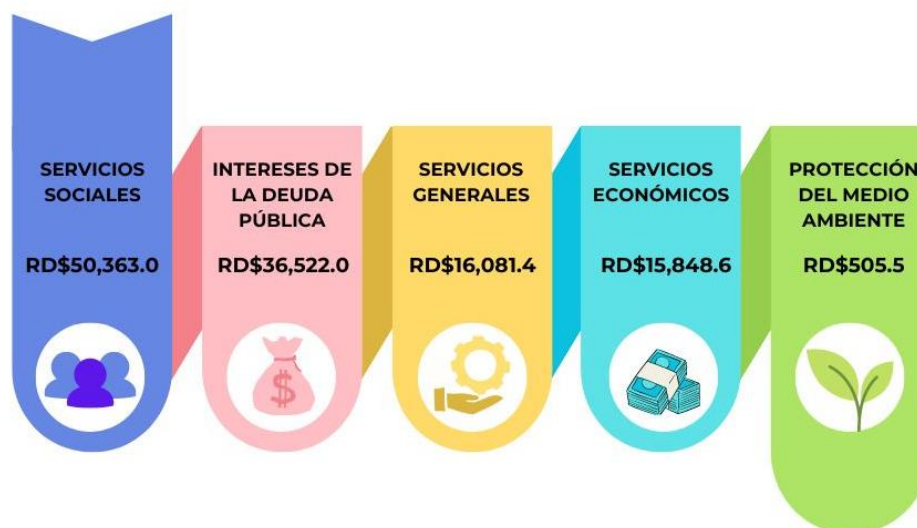 SERVICIOS
SOCIALES
RD$50,363.0
INTERESES DE
LA DEUDA
PÚBLICA
RD$36,522.0
SERVICIOS
GENERALES
RD$16,081.4
SERVICIOS
ECONÓMICOS
RD$15,848.6
PROTECCIÓN
DEL MEDIO
AMBIENTE
RD$505.5
$